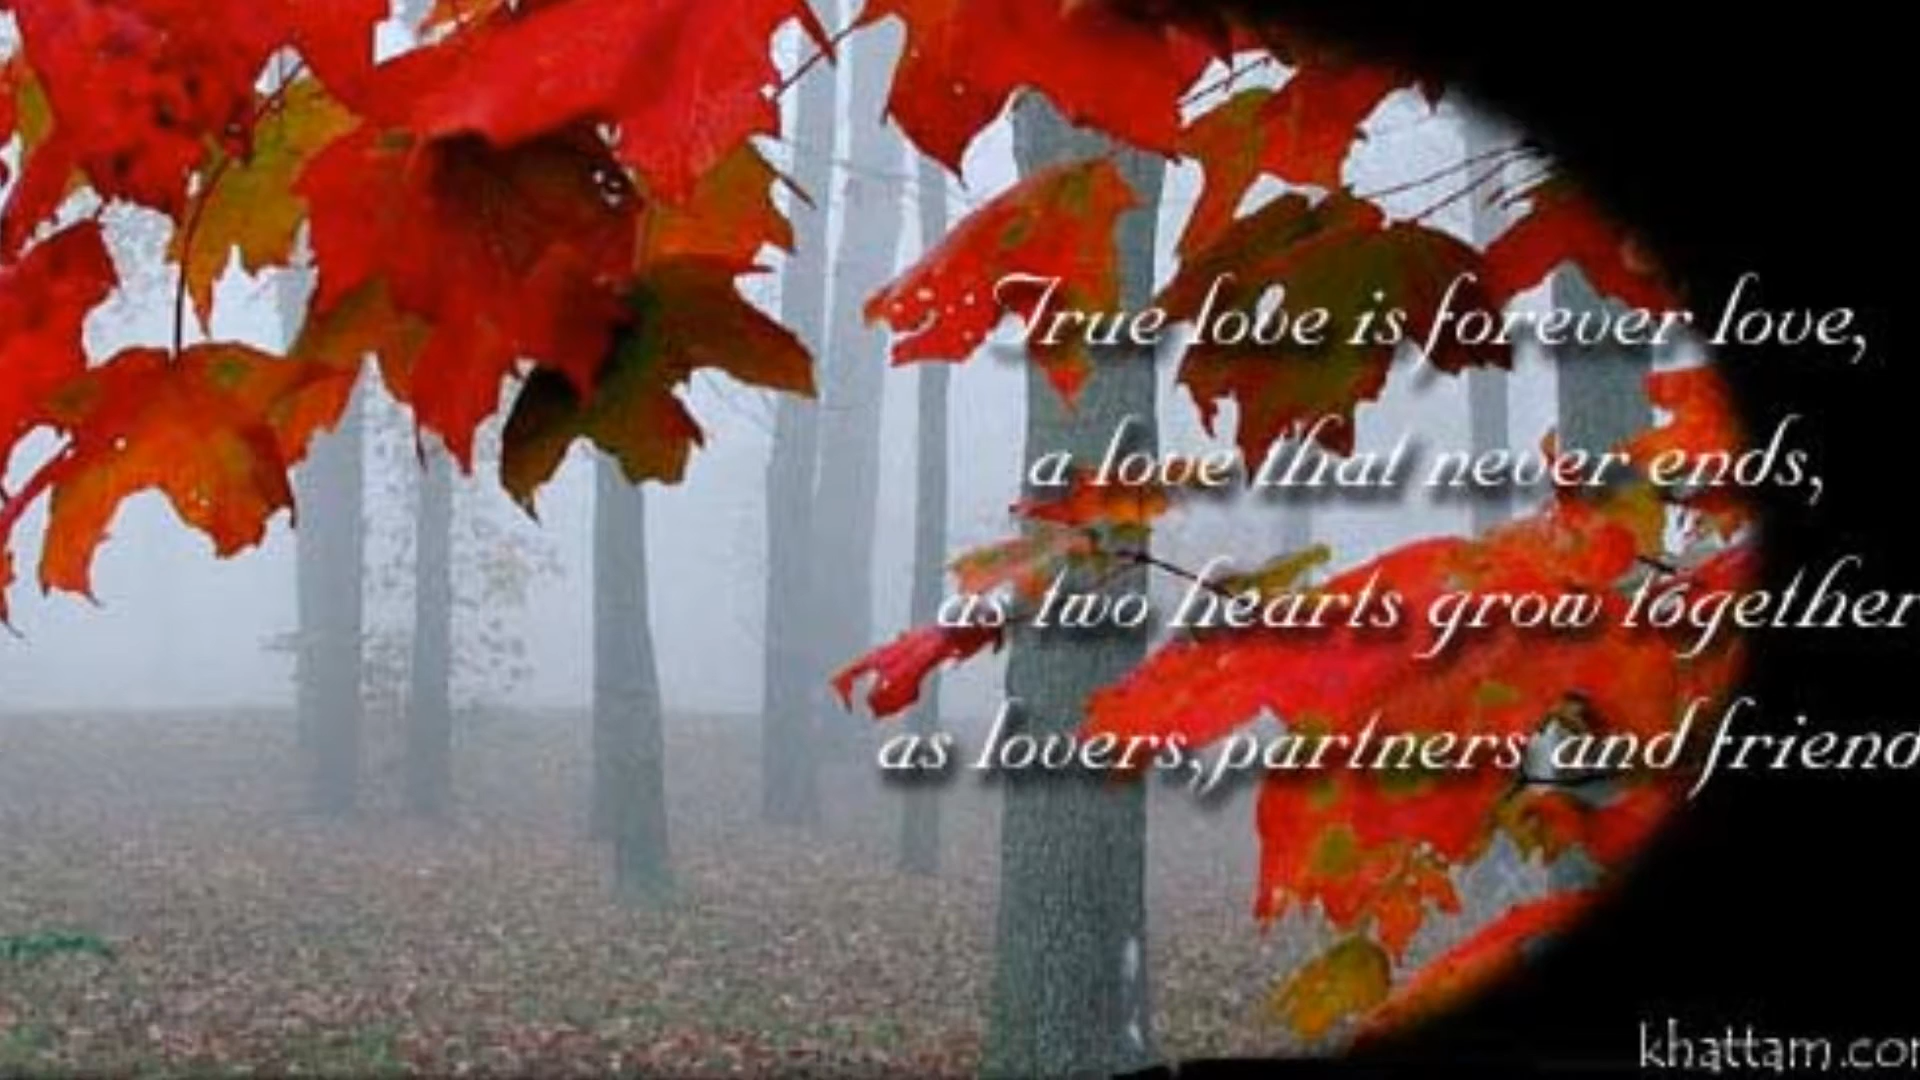 True love is forever love,
a love that never ends,
as two hearts grow together
as lovers,partners and friend
khattam.com